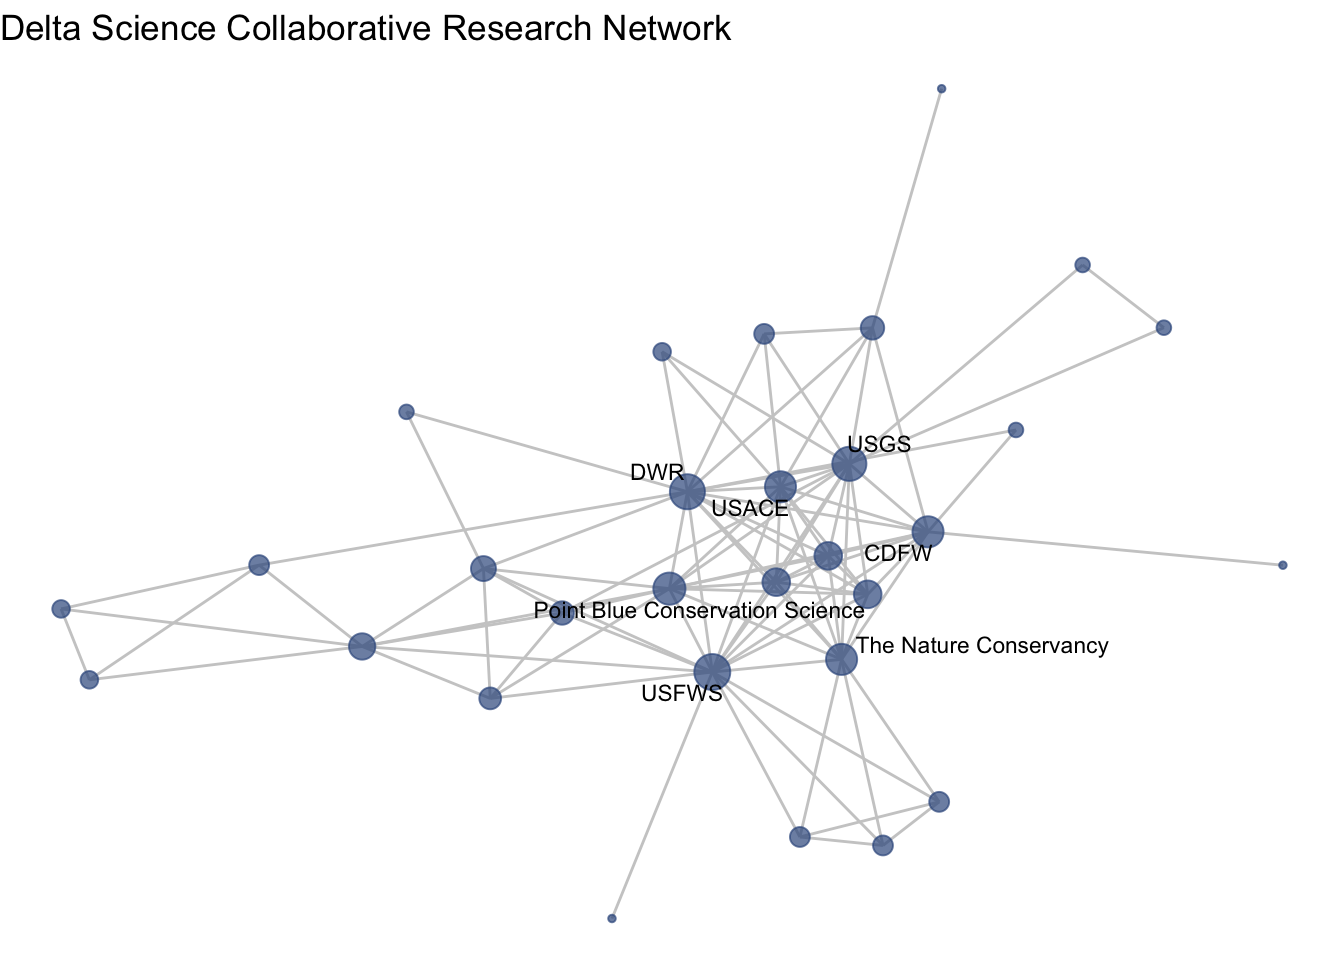 Delta Science Collaborative Research Network
USGS
DWR
USACE
CDFW
Point Blue Conservation Science
The Nature Conservancy
USFWS